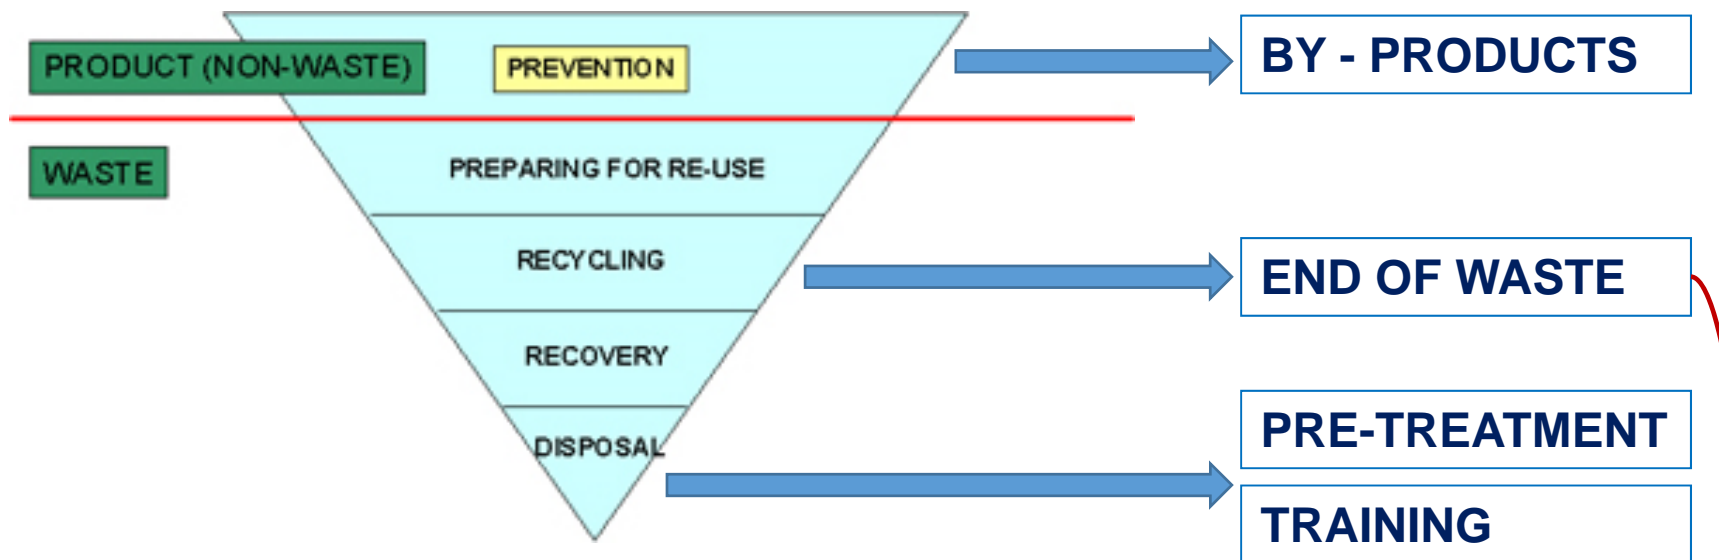 PRODUCT (NON-WASTE)
PREVENTION
BY - PRODUCTS
WASTE
PREPARING FOR RE-USE
RECYCLING
END OF WASTE
RECOVERY
PRE-TREATMENT
DISPOSAL
TRAINING